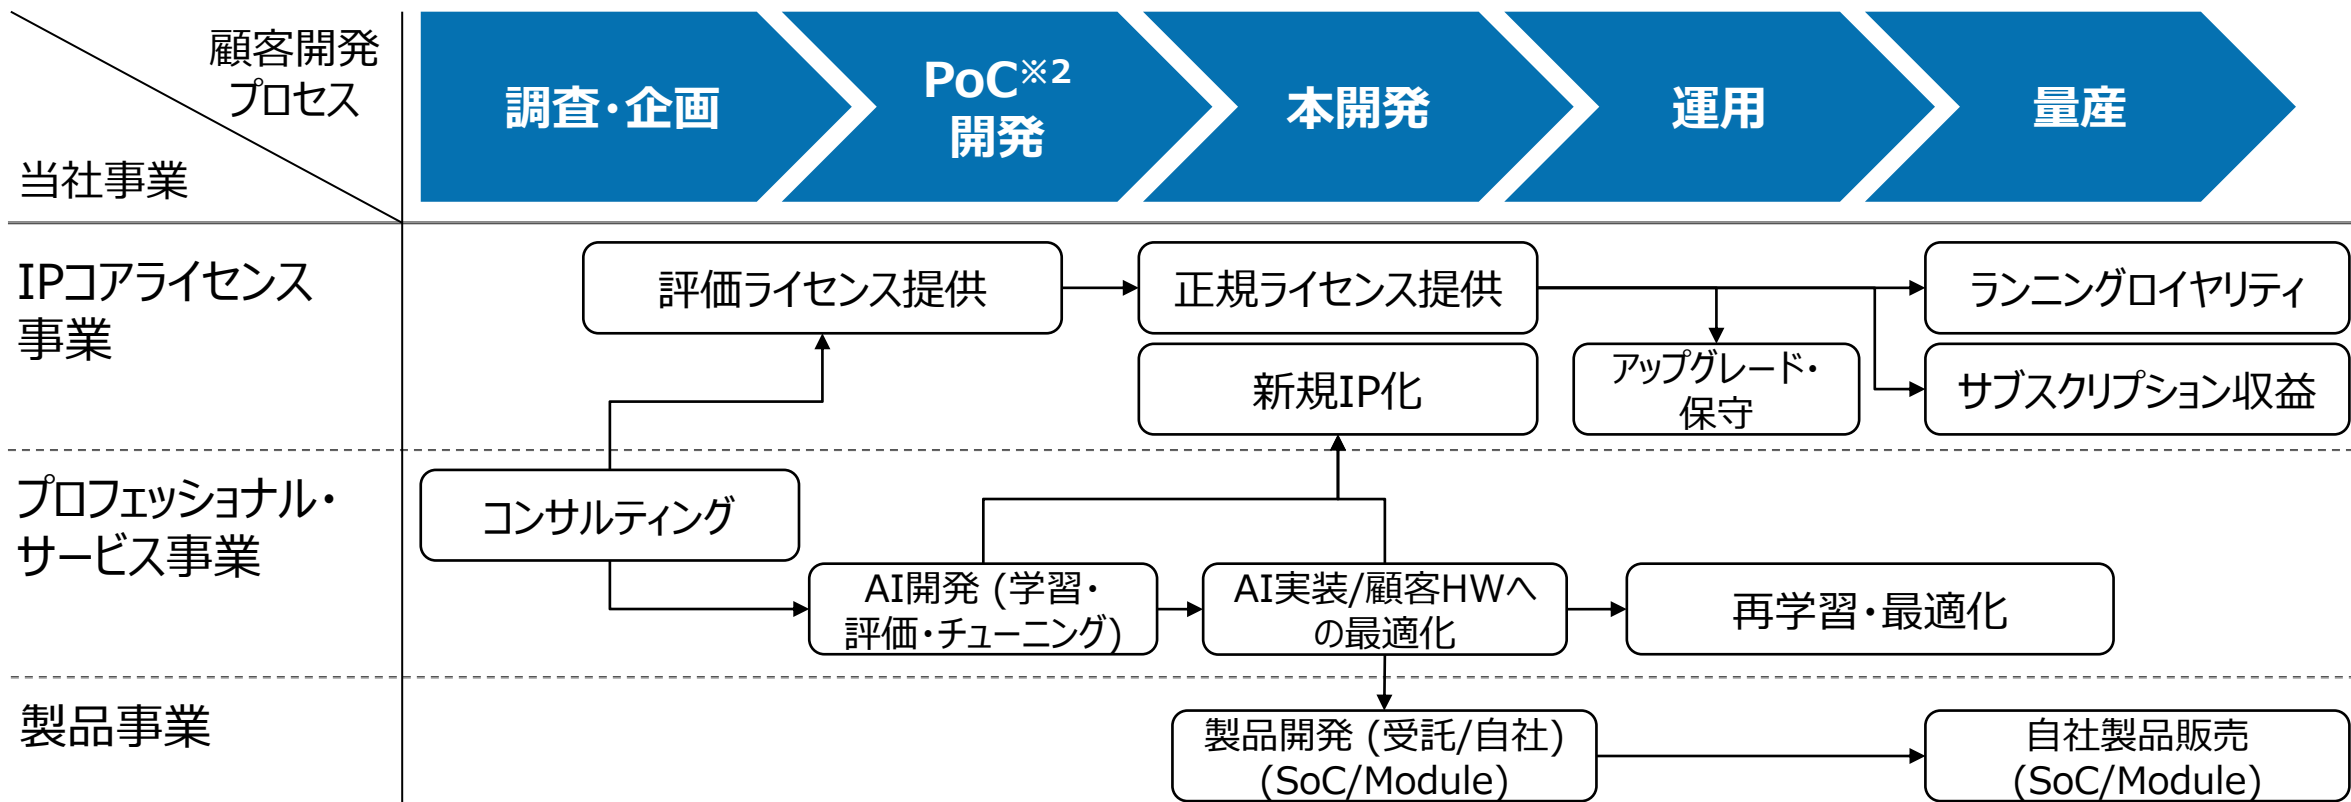 顧客開発
プロセス
当社事業
調査・企画
PoC※2
開発
本開発
運用
量産
IPコアライセンス
事業
評価ライセンス提供
正規ライセンス提供
ランニングロイヤリティ
新規IP化
アップグレード・
保守
サブスクリプション収益
プロフェッショナル・
サービス事業
コンサルティング
AI開発 (学習・
評価・チューニング)
AI実装/顧客HWへ
の最適化
再学習・最適化
製品事業
製品開発 (受託/自社)
(SoC/Module)
自社製品販売
(SoC/Module)